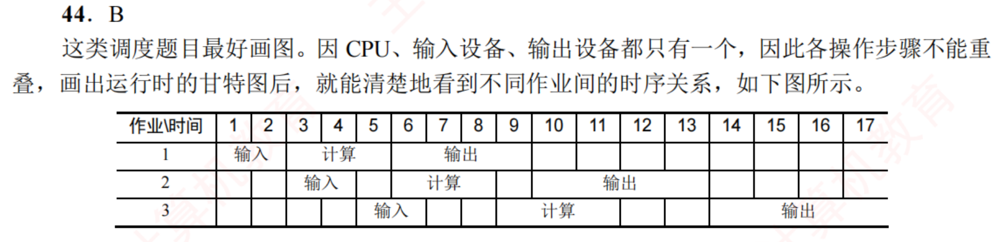 44. B
这类调度题目最好画图。因 CPU、输入设备、输出设备都只有一个，因此各操作步骤不能重
叠，画出运行时的甘特图后，就能清楚地看到不同作业间的时序关系，如下图所示。
作业\时间 1 2 3 4 5 6 7 8 9 10 11 12 13 14 15 16 17
1 输入 计算 输出
2 输入 计算 输出
3 输入 计算 输出